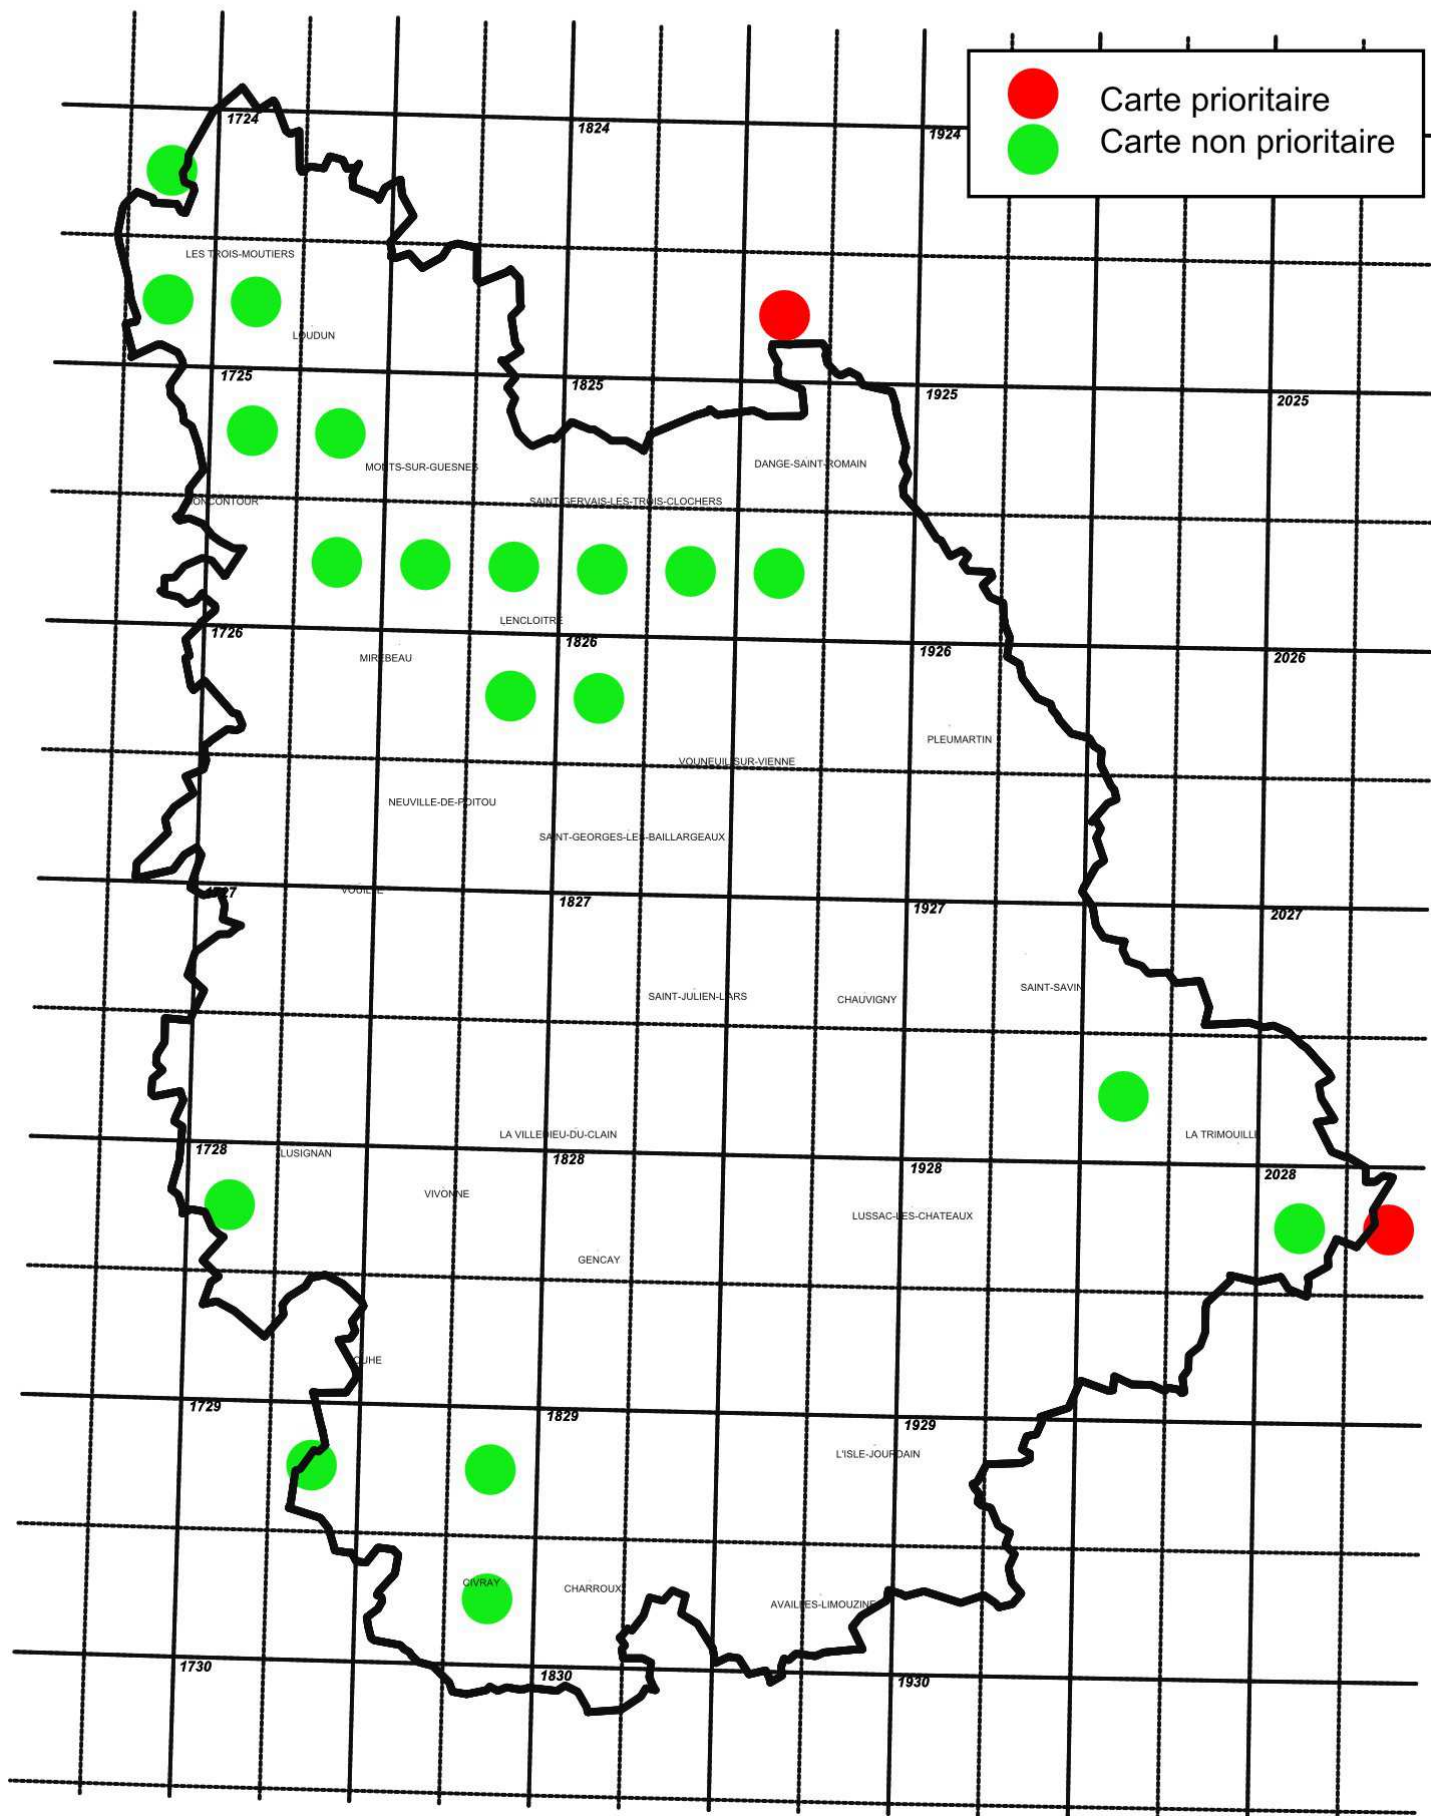 Carte prioritaire
Carte non prioritaire
1724
1824
1924
LES TROIS-MOUTIERS
LOUDUN
1725
1825
1925
2025
MONTS-SUR-GUESNES
DANGE-SAINT-ROMAIN
SAINT-GERVAIS-LES-TROIS-CLOCHERS
LENCLOITRE
1726
1826
1926
2026
MIREBEAU
PLEUMARTIN
VOUNEUIL-SUR-VIENNE
NEUVILLE-DE-POITOU
SAINT-GEORGES-LES-BAILLARGEAUX
1827
1927
2027
SAINT-SAVIN
SAINT-JULIEN-L'ARS
CHAUVIGNY
LA VILLEDIEU-DU-CLAIN
LA TRIMOUILLE
1728
LUSIGNAN
1828
1928
2028
VIVONNE
LUSSAC-LES-CHATEAUX
GENCAY
1729
1829
1929
L'ISLE-JOURDAIN
CIVRAY
CHARROUX
AVAILLES-LIMOUZINE
1730
1830
1930